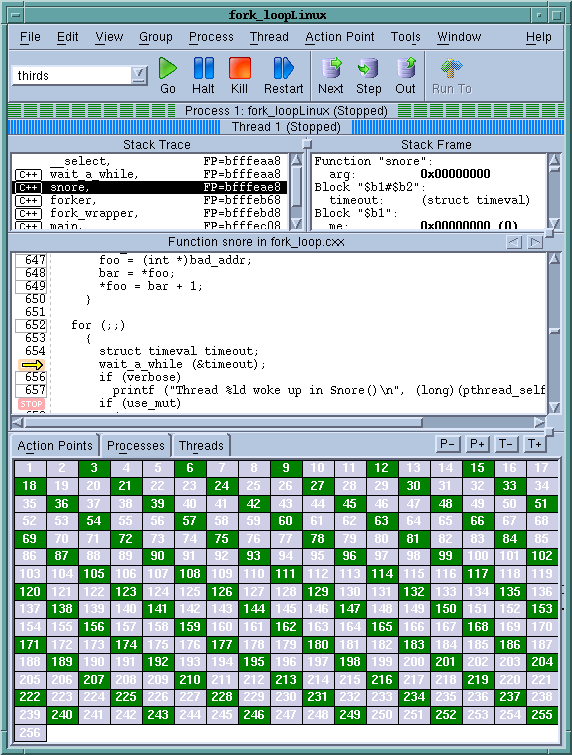 fork_loopLinux
File Edit View Group Process Thread Action Point Tools Window Help
thirds
Go Halt Kill Restart Next Step Out Run To
Process 1: fork_loopLinux (Stopped)
Thread 1 (Stopped)
Stack Trace Stack Frame
__select, FP=bfffeaa8
C++ wait_a_while, FP=bfffeaa8
C++ snore, FP=bfffeae8
C++ forker, FP=bfffeb68
C++ fork_wrapper, FP=bfffebd8
C++ main, FP=bfffec08
Function "snore":
arg: 0x00000000
Block "$b1#$b2":
timeout: (struct timeval)
Block "$b1":
me: 0x00000000 (0)
Function snore in fork_loop.cxx
647 foo = (int *)bad_addr;
648 bar = *foo;
649 *foo = bar + 1;
650 }
651
652 for (;;)
653 {
654 struct timeval timeout;
wait_a_while (&timeout);
656 if (verbose)
657 printf ("Thread %ld woke up in Snore()\n", (long)(pthread_self
STOP if (use_mut)
Action Points Processes Threads P- P+ T- T+
1 2 3 4 5 6 7 8 9 10 11 12 13 14 15 16 17
18 19 20 21 22 23 24 25 26 27 28 29 30 31 32 33 34
35 36 37 38 39 40 41 42 43 44 45 46 47 48 49 50 51
52 53 54 55 56 57 58 59 60 61 62 63 64 65 66 67 68
69 70 71 72 73 74 75 76 77 78 79 80 81 82 83 84 85
86 87 88 89 90 91 92 93 94 95 96 97 98 99 100 101 102
103 104 105 106 107 108 109 110 111 112 113 114 115 116 117 118 119
120 121 122 123 124 125 126 127 128 129 130 131 132 133 134 135 136
137 138 139 140 141 142 143 144 145 146 147 148 149 150 151 152 153
154 155 156 157 158 159 160 161 162 163 164 165 166 167 168 169 170
171 172 173 174 175 176 177 178 179 180 181 182 183 184 185 186 187
188 189 190 191 192 193 194 195 196 197 198 199 200 201 202 203 204
205 206 207 208 209 210 211 212 213 214 215 216 217 218 219 220 221
222 223 224 225 226 227 228 229 230 231 232 233 234 235 236 237 238
239 240 241 242 243 244 245 246 247 248 249 250 251 252 253 254 255
256